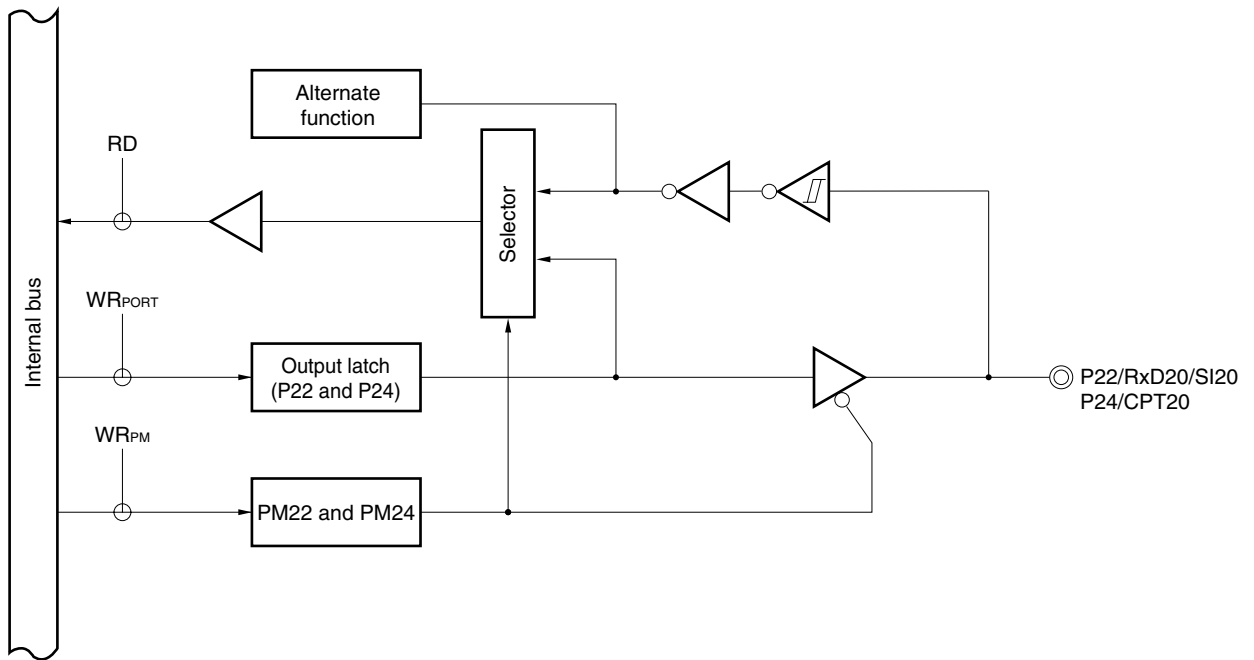 Alternate
function
RD
Selector
Internal bus
WRPORT
Output latch
(P22 and P24)
P22/RxD20/SI20
P24/CPT20
WRPM
PM22 and PM24